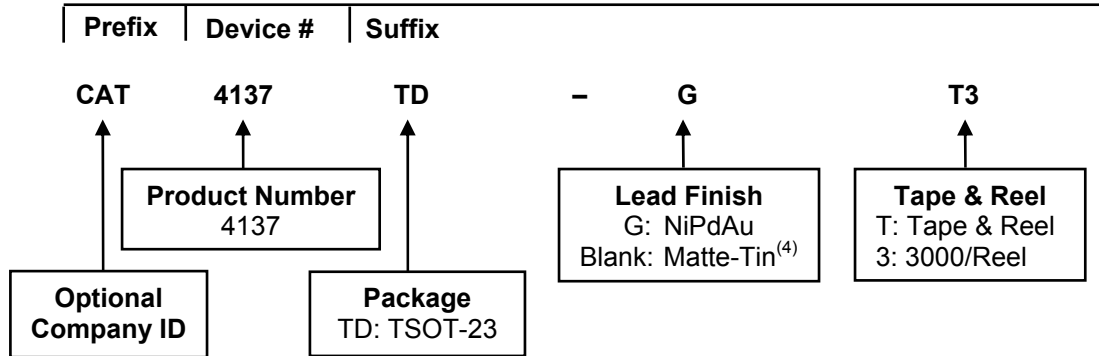 Prefix Device # Suffix
CAT 4137 TD – G T3
Product Number
4137
Lead Finish
G: NiPdAu
Blank: Matte-Tin(4)
Tape & Reel
T: Tape & Reel
3: 3000/Reel
Optional
Company ID
Package
TD: TSOT-23